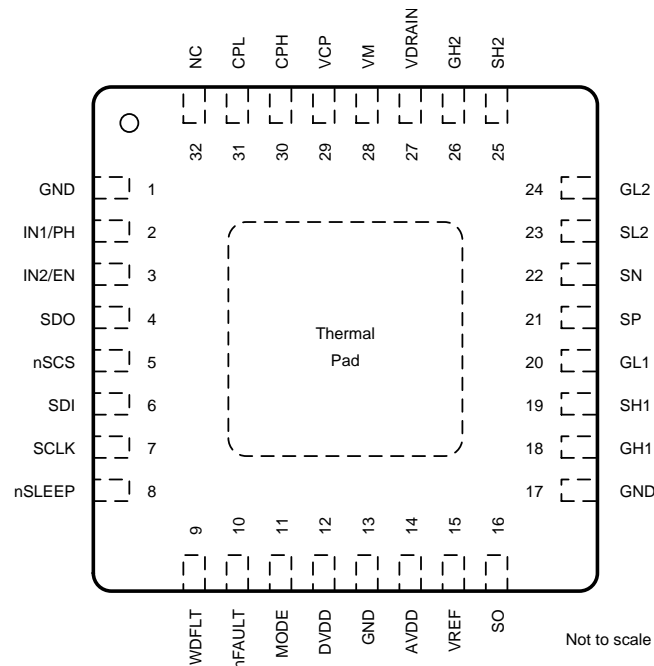 NC CPL CPH VCP VM VDRAIN GH2 SH2
32 31 30 29 28 27 26 25
GND 1 24 GL2
IN1/PH 2 23 SL2
IN2/EN 3 22 SN
SDO 4 21 SP
nSCS 5 20 GL1
SDI 6 19 SH1
SCLK 7 18 GH1
nSLEEP 8 17 GND
Thermal
Pad
9 10 11 12 13 14 15 16
WDFLT nFAULT MODE DVDD GND AVDD VREF SO
Not to scale